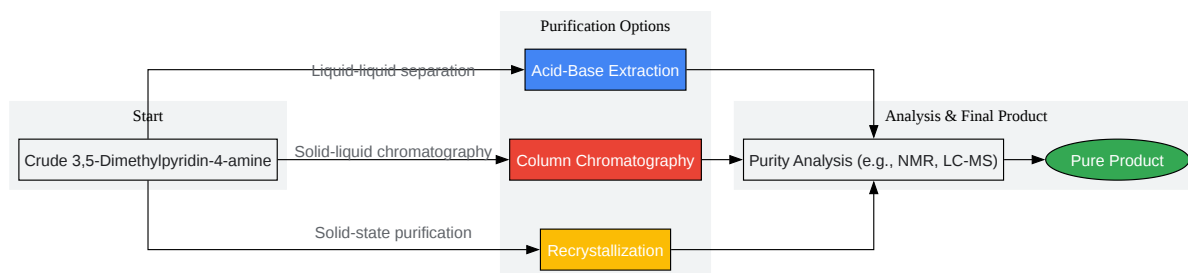 Purification Options
Liquid-liquid separation
Acid-Base Extraction
Start
Analysis & Final Product
Crude 3,5-Dimethylpyridin-4-amine
Solid-liquid chromatography
Column Chromatography
Purity Analysis (e.g., NMR, LC-MS)
Pure Product
Solid-state purification
Recrystallization